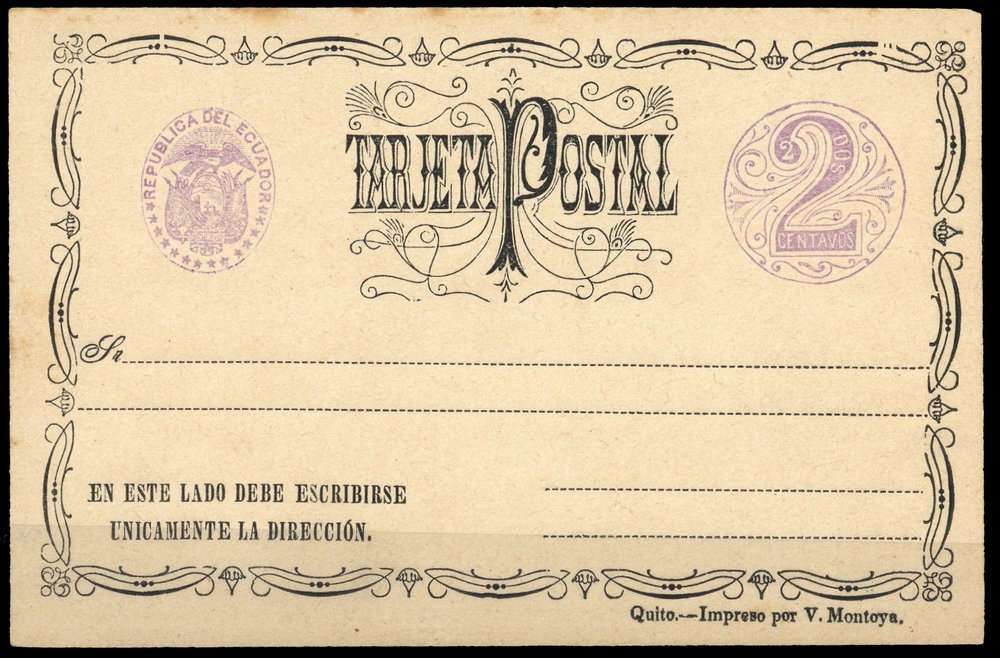 REPUBLICA DEL ECUADOR
TARJETA POSTAL
2 DOS
2
CENTAVOS
Sr
EN ESTE LADO DEBE ESCRIBIRSE
UNICAMENTE LA DIRECCIÓN.
Quito.—Impreso por V. Montoya.